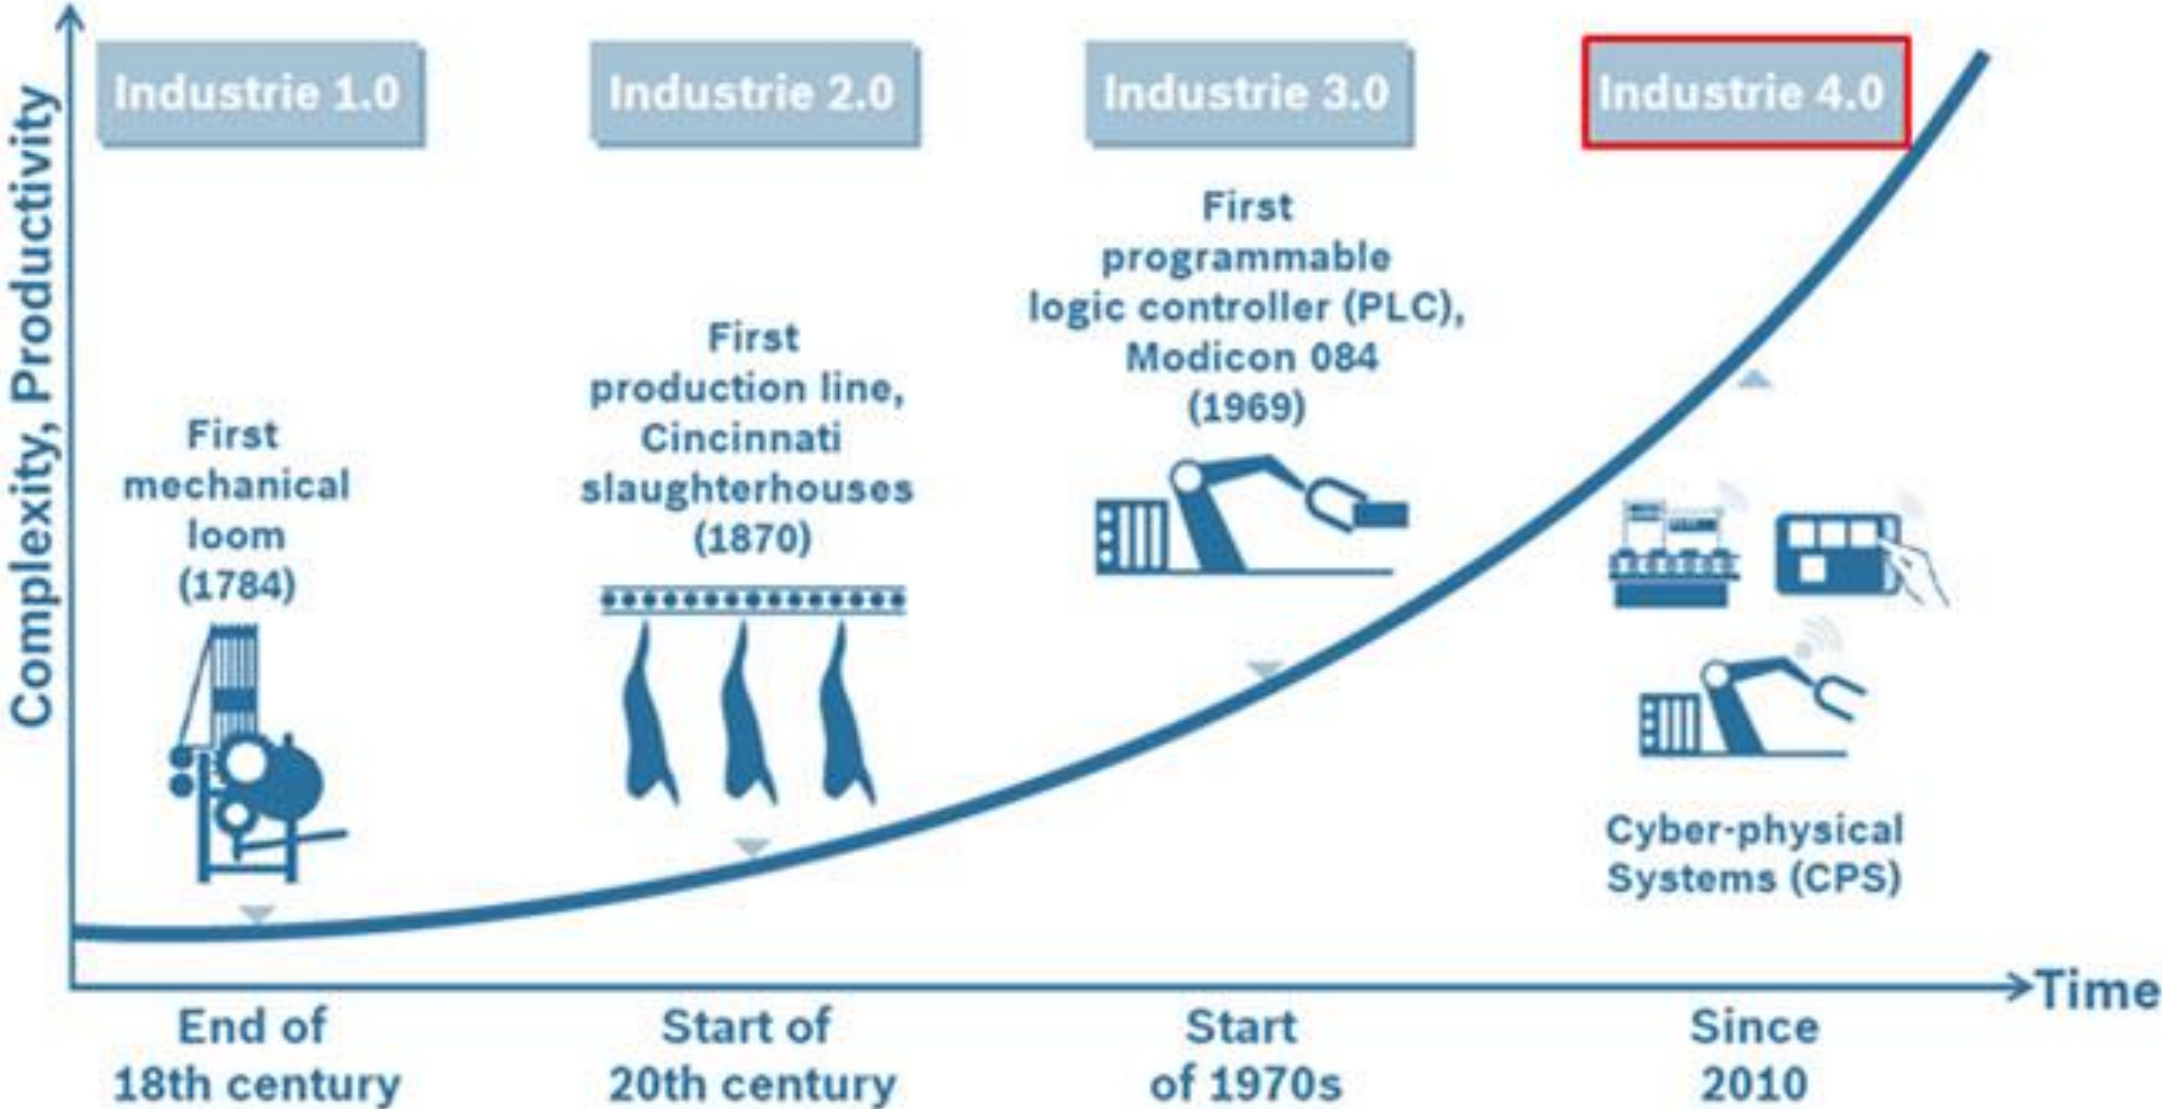 Complexity, Productivity
Industrie 1.0
First
mechanical
loom
(1784)
End of
18th century
Industrie 2.0
First
production line,
Cincinnati
slaughterhouses
(1870)
Start of
20th century
Industrie 3.0
First
programmable
logic controller (PLC),
Modicon 084
(1969)
Start
of 1970s
Industrie 4.0
Cyber-physical
Systems (CPS)
Since
2010
Time